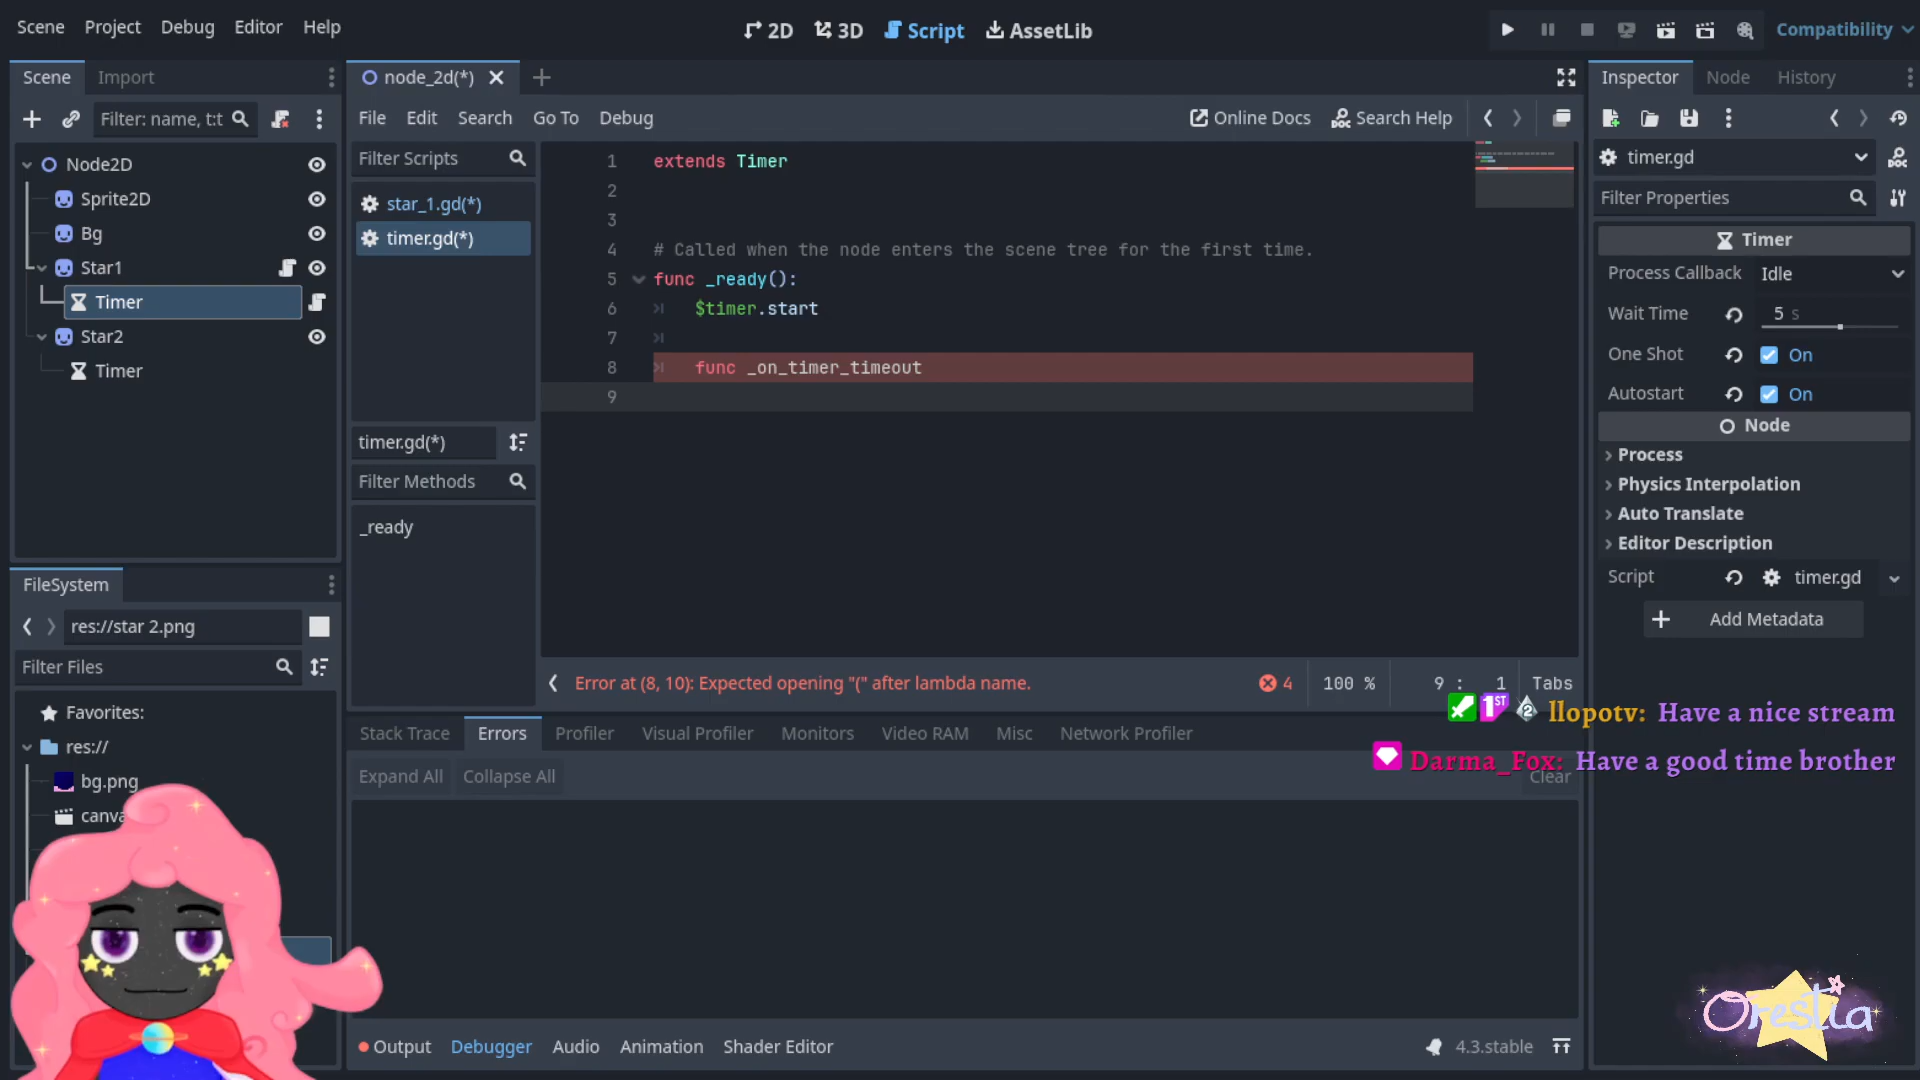 Scene Project Debug Editor Help
2D 3D Script AssetLib
Compatibility
Scene Import
Filter: name, t:t
Node2D
Sprite2D
Bg
Star1
Timer
Star2
Timer
FileSystem
res://star 2.png
Filter Files
Favorites:
res://
bg.png
canva
node_2d(*)
File Edit Search Go To Debug
Online Docs Search Help
Filter Scripts
star_1.gd(*)
timer.gd(*)
timer.gd(*)
Filter Methods
_ready
1 extends Timer
2
3
4 # Called when the node enters the scene tree for the first time.
5 func _ready():
6 $timer.start
7
8 func _on_timer_timeout
9
Error at (8, 10): Expected opening "(" after lambda name.
4 100 % 9 : 1 Tabs
Stack Trace Errors Profiler Visual Profiler Monitors Video RAM Misc Network Profiler
Expand All Collapse All Clear
Output Debugger Audio Animation Shader Editor
4.3.stable
Inspector Node History
timer.gd
Filter Properties
Timer
Process Callback Idle
Wait Time 5 s
One Shot On
Autostart On
Node
Process
Physics Interpolation
Auto Translate
Editor Description
Script timer.gd
Add Metadata
1ST 2 llopotv: Have a nice stream
Darma_Fox: Have a good time brother
Orestia